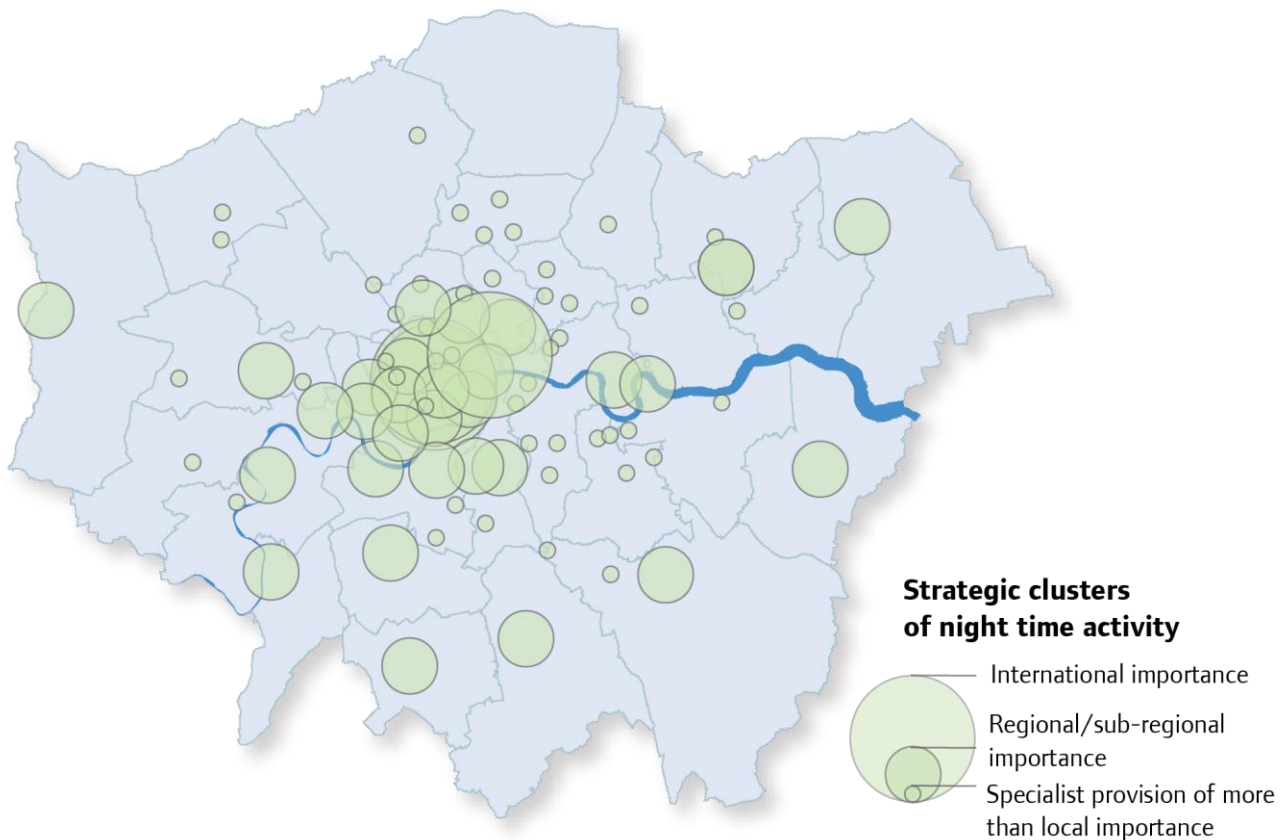 Strategic clusters
of night time activity
International importance
Regional/sub-regional
importance
Specialist provision of more
than local importance